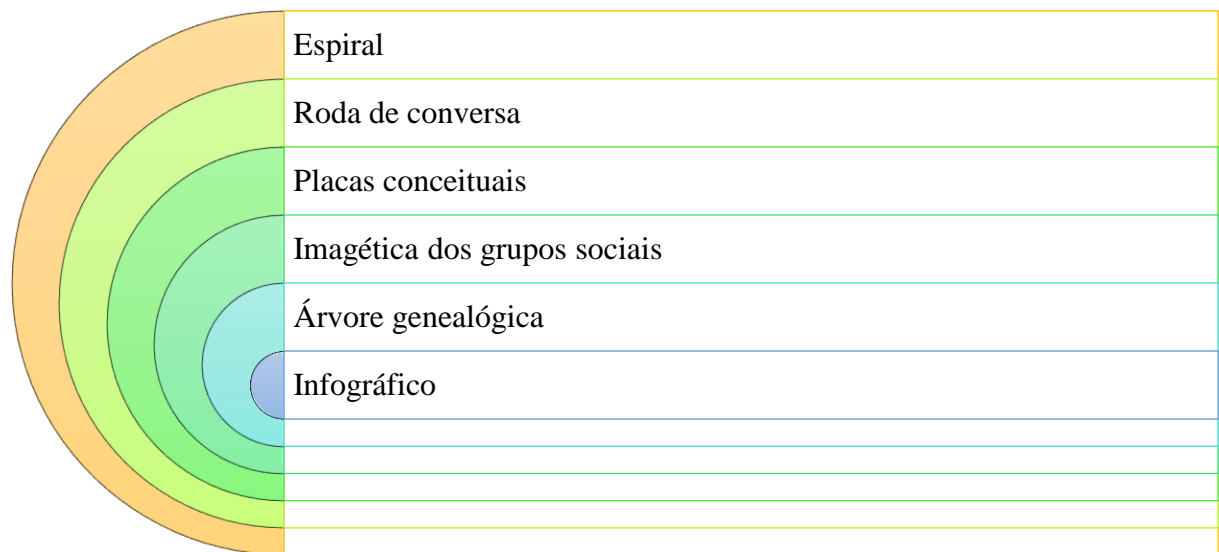 Espiral
Roda de conversa
Placas conceituais
Imagética dos grupos sociais
Árvore genealógica
Infográfico